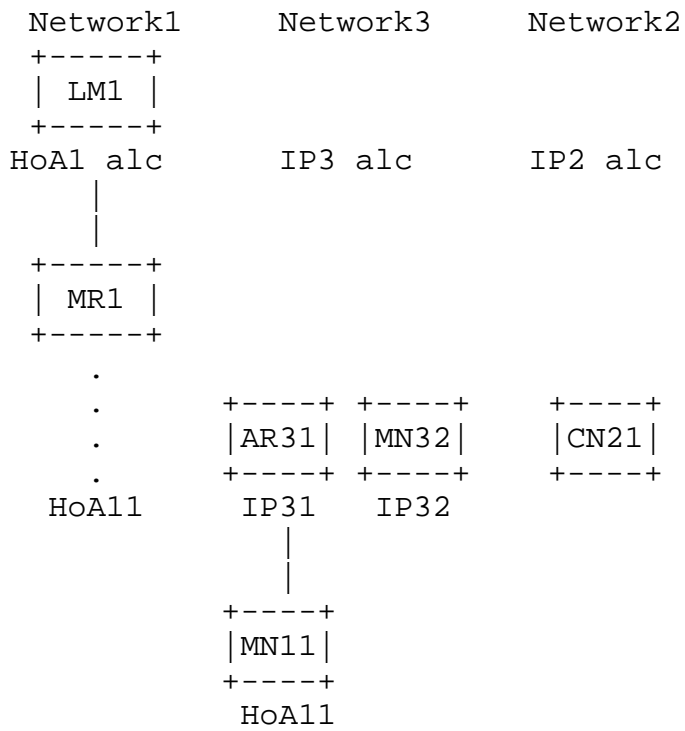 Network1 Network3 Network2
LM1
HoA1 alc IP3 alc IP2 alc
MR1
AR31 MN32 CN21
HoA11 IP31 IP32
MN11
HoA11